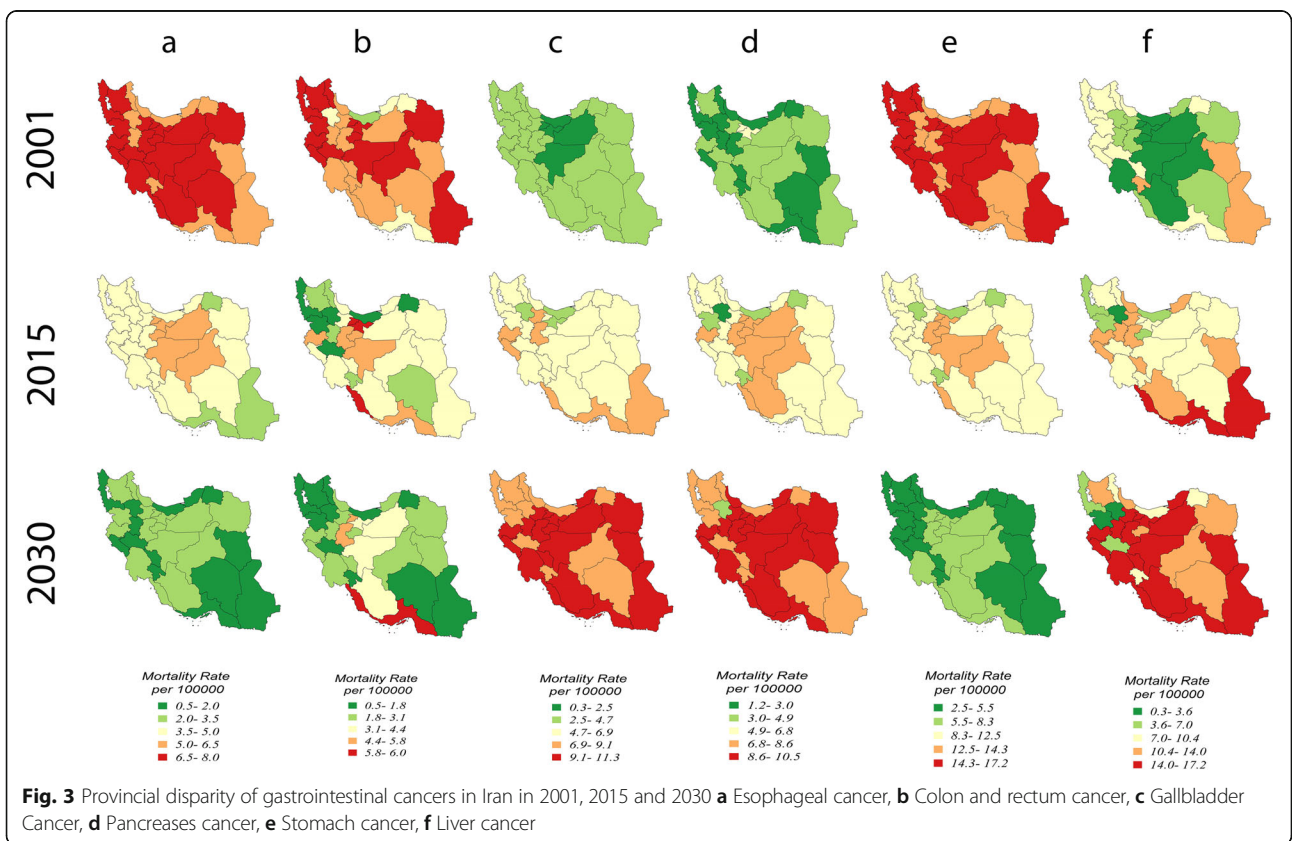 a b c d e f
2001
2015
2030
Mortality Rate
per 100000
0.5- 2.0
2.0- 3.5
3.5- 5.0
5.0- 6.5
6.5- 8.0
Mortality Rate
per 100000
0.5- 1.8
1.8- 3.1
3.1- 4.4
4.4- 5.8
5.8- 6.0
Mortality Rate
per 100000
0.3- 2.5
2.5- 4.7
4.7- 6.9
6.9- 9.1
9.1- 11.3
Mortality Rate
per 100000
1.2- 3.0
3.0- 4.9
4.9- 6.8
6.8- 8.6
8.6- 10.5
Mortality Rate
per 100000
2.5- 5.5
5.5- 8.3
8.3- 12.5
12.5- 14.3
14.3- 17.2
Mortality Rate
per 100000
0.3- 3.6
3.6- 7.0
7.0- 10.4
10.4- 14.0
14.0- 17.2
Fig. 3 Provincial disparity of gastrointestinal cancers in Iran in 2001, 2015 and 2030 a Esophageal cancer, b Colon and rectum cancer, c Gallbladder
Cancer, d Pancreases cancer, e Stomach cancer, f Liver cancer